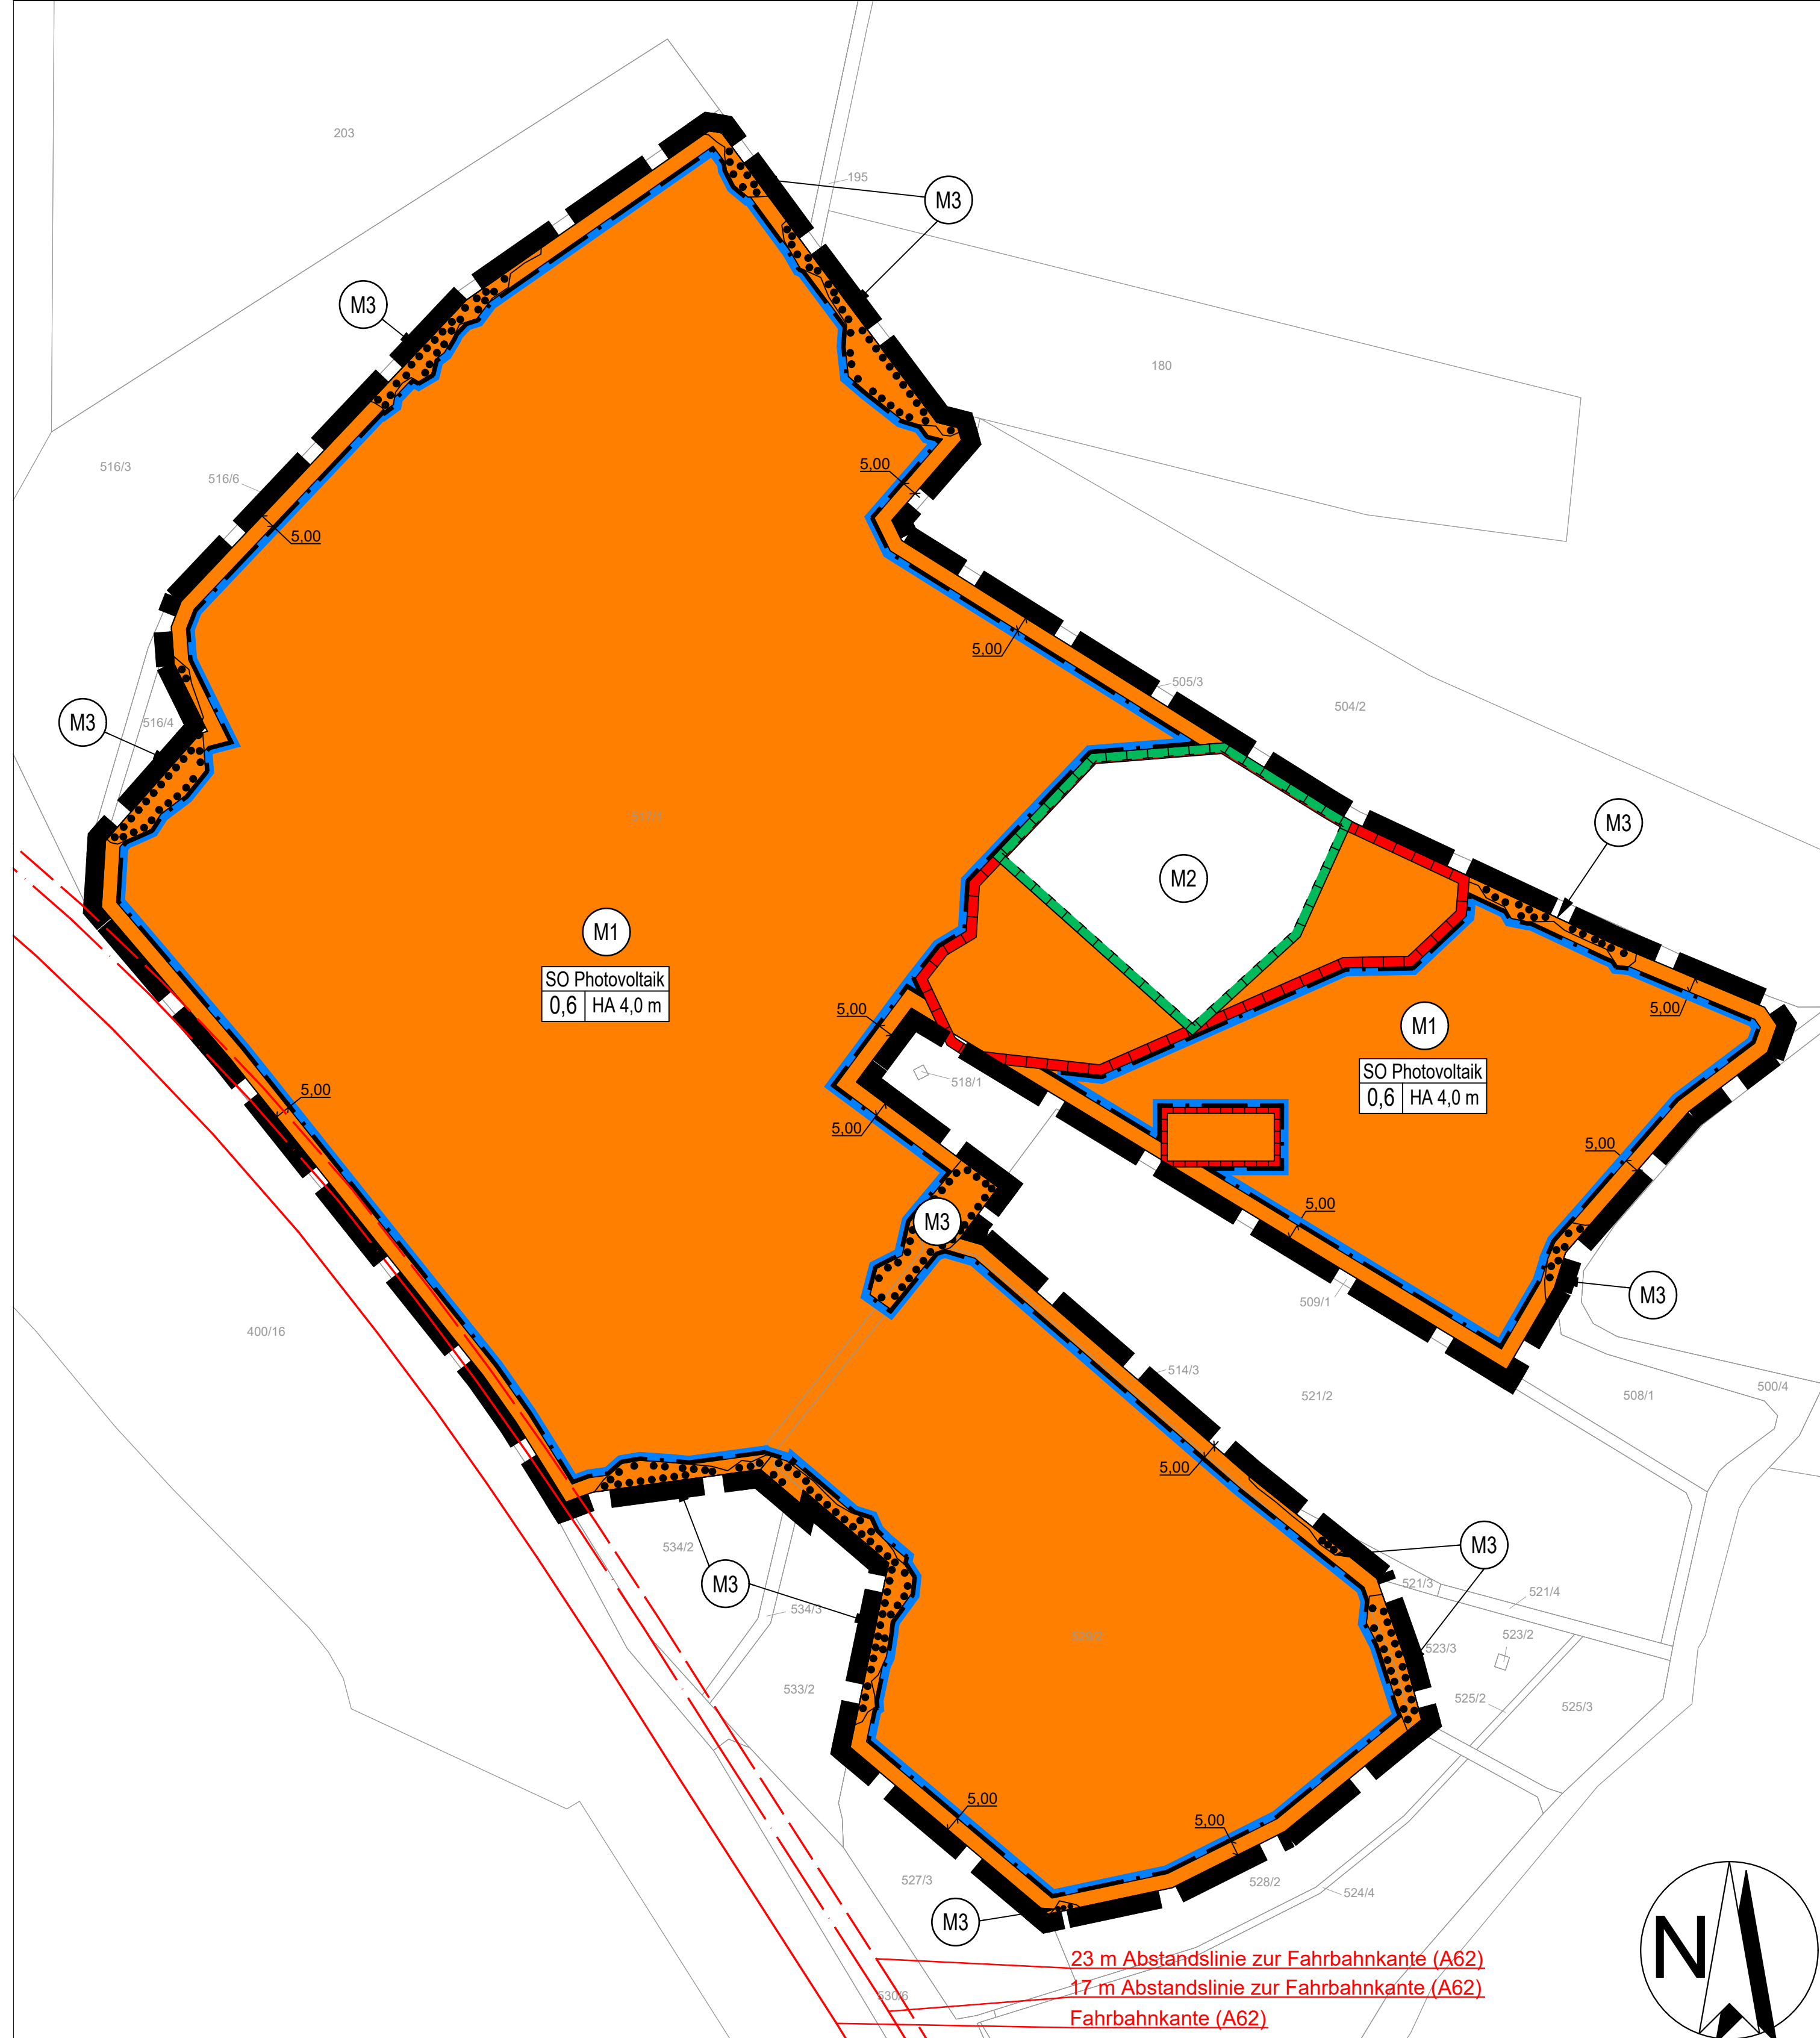 203
195
M3
M3
180
5,00
516/3
516/6
5,00
5,00
505/3
504/2
M3
516/4
M3
M2
M1
SO Photovoltaik
0,6 HA 4,0 m
5,00
5,00
M1
SO Photovoltaik
0,6 HA 4,0 m
518/1
5,00
5,00
5,00
5,00
M3
M3
509/1
400/16
514/3
521/2
508/1
500/4
5,00
M3
534/2
M3
521/3
521/4
534/3
523/2
523/3
533/2
525/2
525/3
5,00
5,00
527/3
528/2
524/4
M3
23 m Abstandslinie zur Fahrbahnkante (A62)
17 m Abstandslinie zur Fahrbahnkante (A62)
530/6
Fahrbahnkante (A62)
N